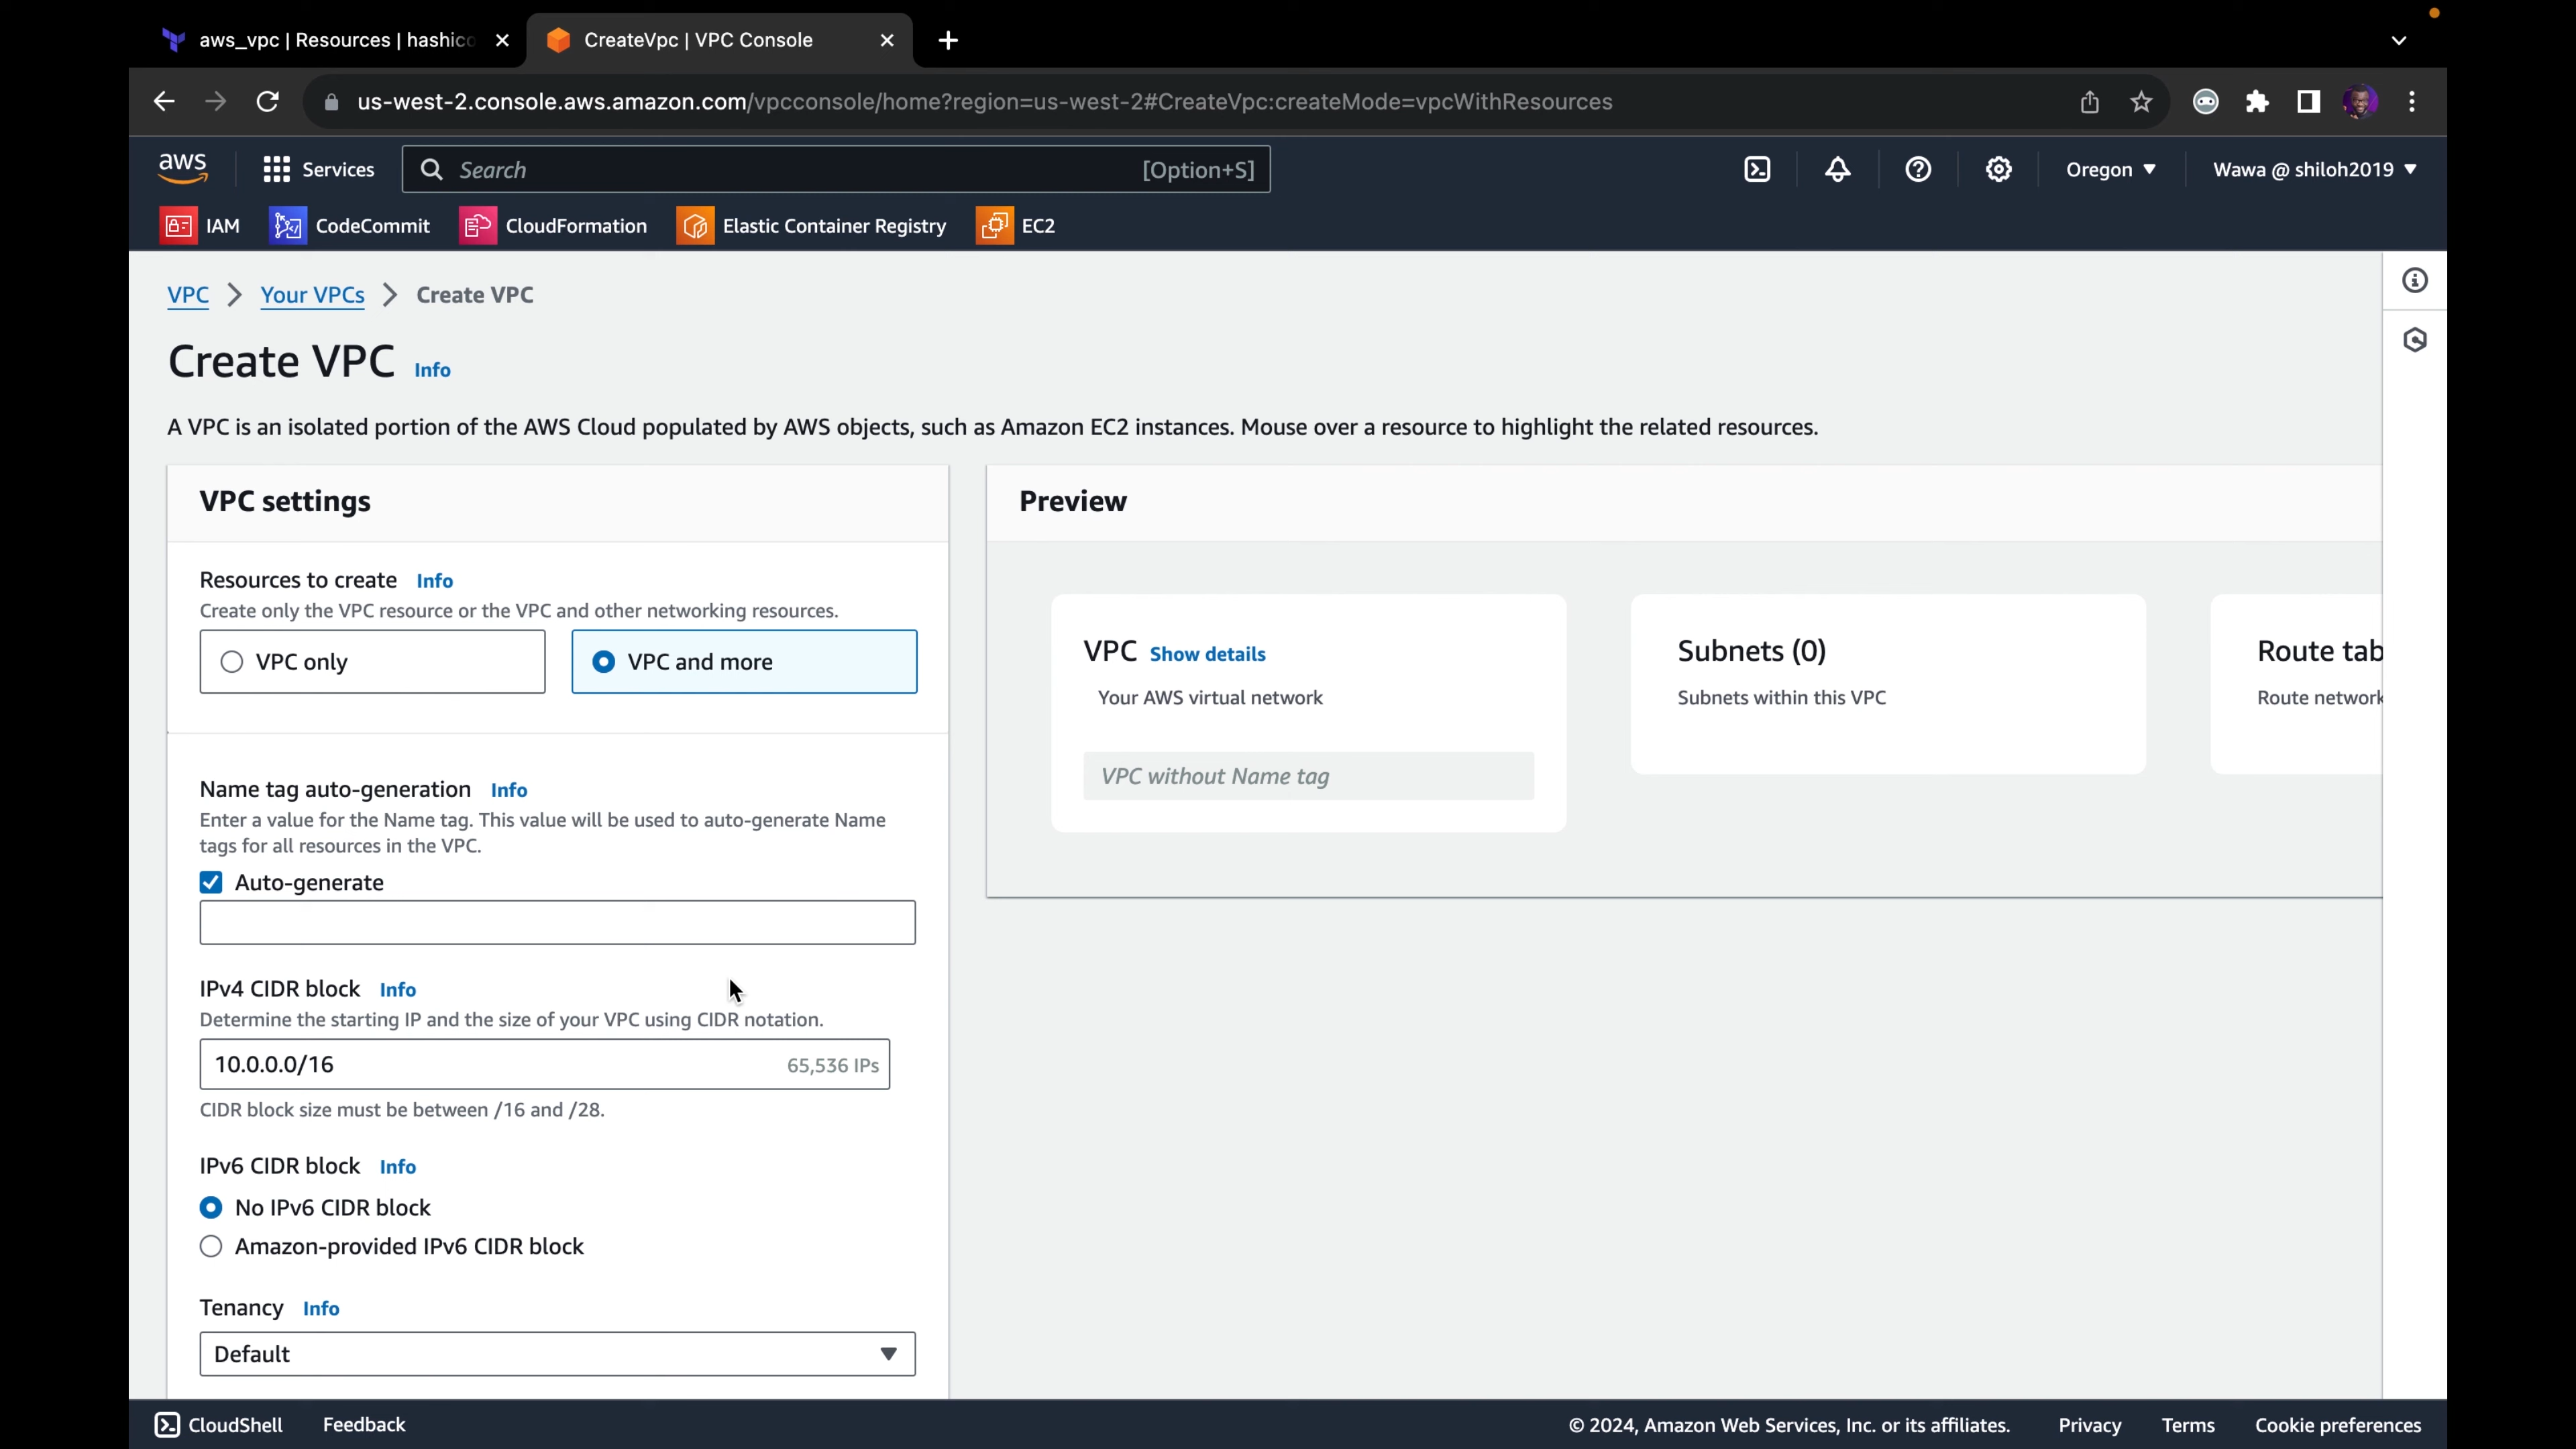 aws_vpc | Resources | hashico
CreateVpc | VPC Console
us-west-2.console.aws.amazon.com/vpcconsole/home?region=us-west-2#CreateVpc:createMode=vpcWithResources
aws
Services
Search
[Option+S]
Oregon
Wawa @ shiloh2019
IAM
CodeCommit
CloudFormation
Elastic Container Registry
EC2
VPC > Your VPCs > Create VPC
Create VPC Info
A VPC is an isolated portion of the AWS Cloud populated by AWS objects, such as Amazon EC2 instances. Mouse over a resource to highlight the related resources.
VPC settings
Resources to create Info
Create only the VPC resource or the VPC and other networking resources.
VPC only
VPC and more
Name tag auto-generation Info
Enter a value for the Name tag. This value will be used to auto-generate Name
tags for all resources in the VPC.
Auto-generate
IPv4 CIDR block Info
Determine the starting IP and the size of your VPC using CIDR notation.
10.0.0.0/16
65,536 IPs
CIDR block size must be between /16 and /28.
IPv6 CIDR block Info
No IPv6 CIDR block
Amazon-provided IPv6 CIDR block
Tenancy Info
Default
Preview
VPC Show details
Your AWS virtual network
VPC without Name tag
Subnets (0)
Subnets within this VPC
Route tab
Route network
CloudShell
Feedback
© 2024, Amazon Web Services, Inc. or its affiliates.
Privacy
Terms
Cookie preferences